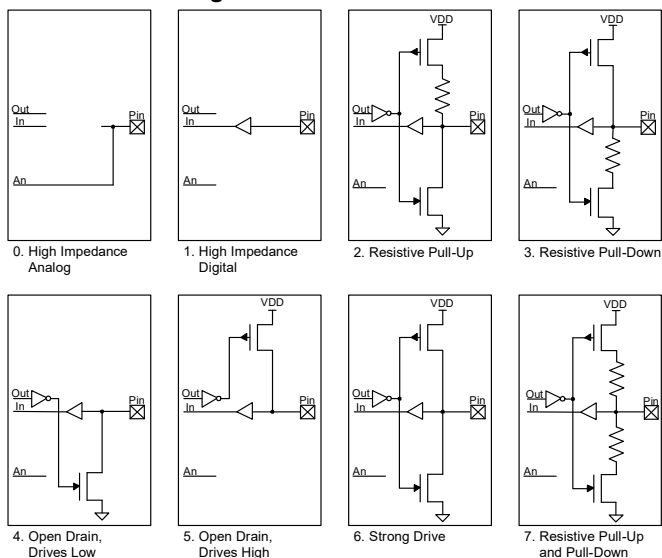 Out
In
Pin
An
0. High Impedance
Analog
Out
In
Pin
An
1. High Impedance
Digital
VDD
Out
In
Pin
An
2. Resistive Pull-Up
VDD
Out
In
Pin
An
3. Resistive Pull-Down
Out
In
Pin
An
4. Open Drain,
Drives Low
VDD
Out
In
Pin
An
5. Open Drain,
Drives High
VDD
Out
In
Pin
An
6. Strong Drive
VDD
Out
In
Pin
An
7. Resistive Pull-Up
and Pull-Down